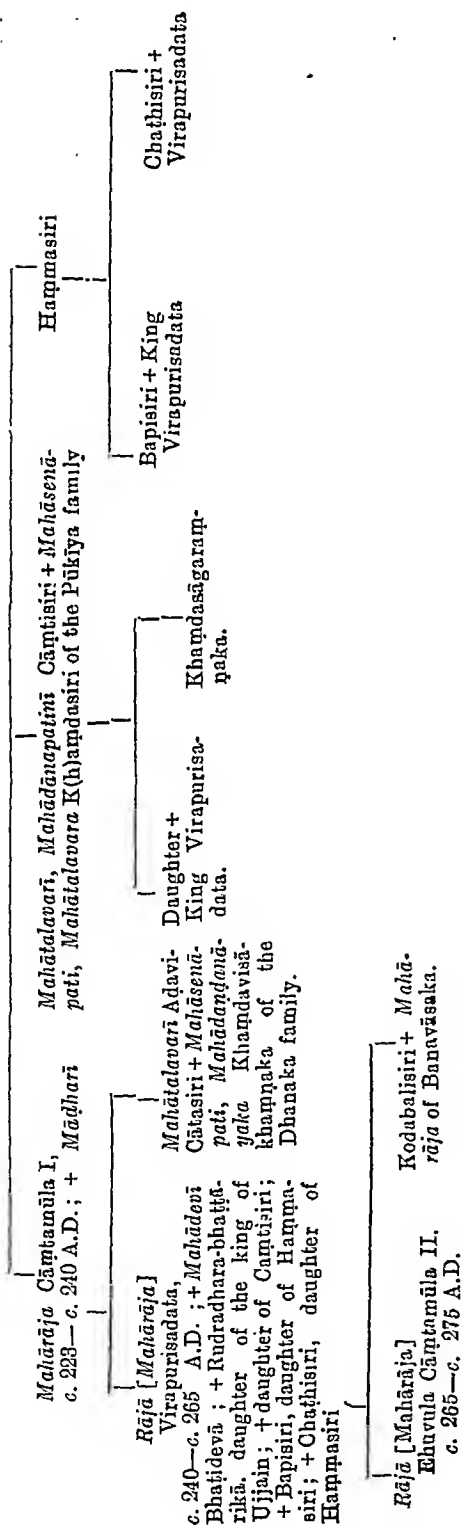 Mahārāja Cāṃtamūla I,
c. 223— c. 240 A.D. ; + Māḍharī
Mahātalavarī, Mahādānapatinī Cāṃtisiri + Mahāsenā-
pati, Mahātalavara K(h)aṃdasiri of the Pūkīya family
Haṃmasiri
Rājā [Mahārāja]
Virapurisadata,
c. 240—c. 265 A.D. ; + Mahādevī
Bhaṭidevā ; + Rudradhara-bhaṭṭā-
rikā. daughter of the king of
Ujjain ; + daughter of Caṃtisiri ;
+ Bapisiri, daughter of Haṃma-
siri ; + Chaṭhisiri, daughter of
Haṃmasiri
Mahātalavarī Aḍavi-
Cātasiri + Mahāsenā-
pati, Mahādaṇḍanā-
yaka Khaṃdavisā-
khaṃṇaka of the
Dhanaka family.
Daughter +
King Virapurisa-
data.
Khaṃdasāgaraṃ-
ṇaka.
Bapisiri + King
Virapurisadata
Chaṭhisiri +
Virapurisadata
Rājā [Mahārāja]
Ehuvula Cāṃtamūla II.
c. 265—c. 275 A.D.
Kodabalisiri + Mahā-
rāja of Banavāsaka.